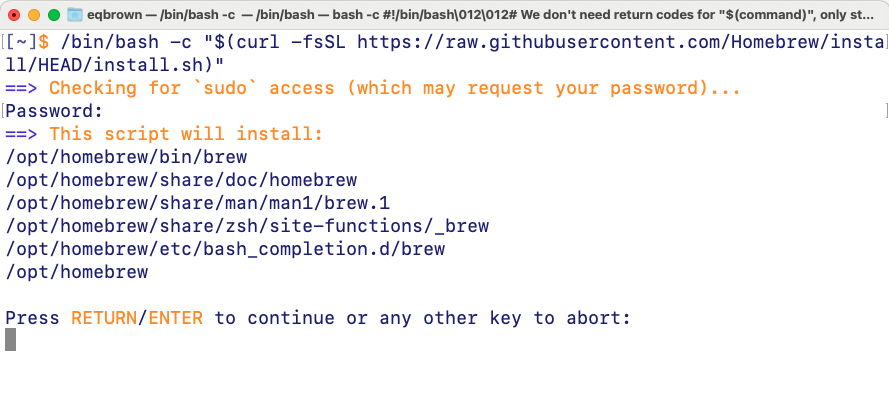 eqbrown — /bin/bash -c — /bin/bash — bash -c #!/bin/bash\012\012# We don't need return codes for "$(command)", only st...
[~]$ /bin/bash -c "$(curl -fsSL https://raw.githubusercontent.com/Homebrew/insta
ll/HEAD/install.sh)"
==> Checking for `sudo` access (which may request your password)...
Password:
==> This script will install:
/opt/homebrew/bin/brew
/opt/homebrew/share/doc/homebrew
/opt/homebrew/share/man/man1/brew.1
/opt/homebrew/share/zsh/site-functions/_brew
/opt/homebrew/etc/bash_completion.d/brew
/opt/homebrew
Press RETURN/ENTER to continue or any other key to abort: